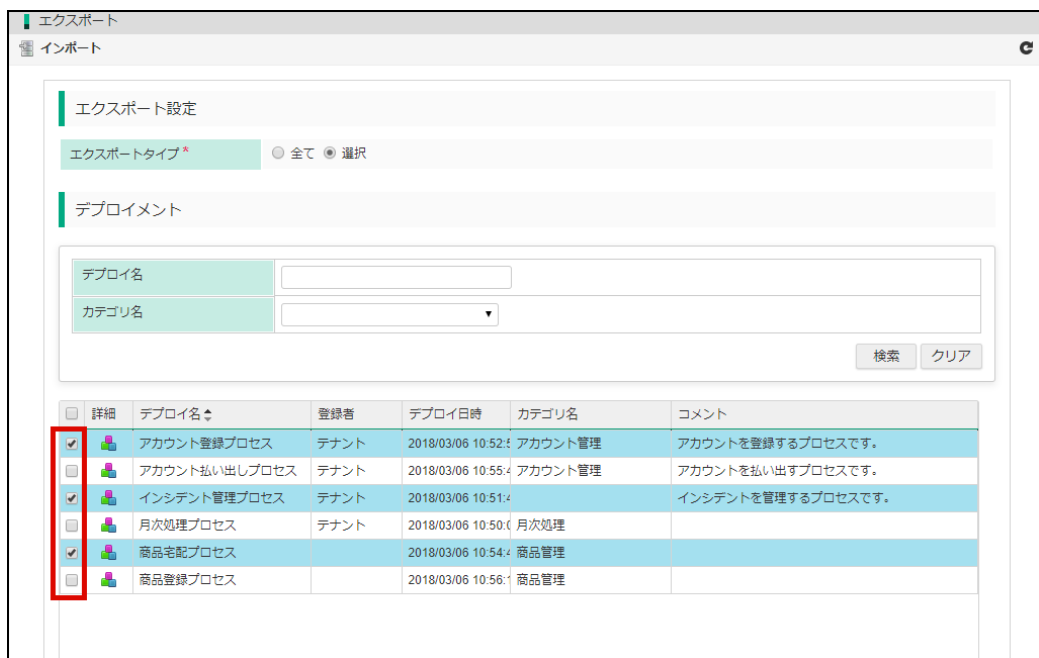 エクスポート
インポート
エクスポート設定
エクスポートタイプ* 全て 選択
デプロイメント
デプロイ名
カテゴリ名
検索 クリア
詳細 デプロイ名 登録者 デプロイ日時 カテゴリ名 コメント
アカウント登録プロセス テナント 2018/03/06 10:52: アカウント管理 アカウントを登録するプロセスです。
アカウント払い出しプロセス テナント 2018/03/06 10:55: アカウント管理 アカウントを払い出すプロセスです。
インシデント管理プロセス テナント 2018/03/06 10:51: インシデントを管理するプロセスです。
月次処理プロセス テナント 2018/03/06 10:50: 月次処理
商品宅配プロセス 2018/03/06 10:54: 商品管理
商品登録プロセス 2018/03/06 10:56: 商品管理